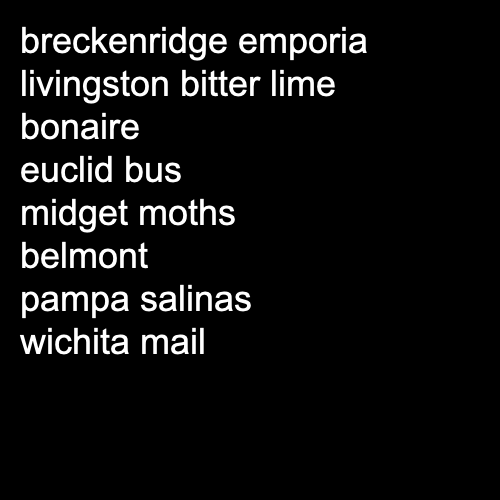 breckenridge emporia
livingston bitter lime
bonaire
euclid bus
midget moths
belmont
pampa salinas
wichita mail